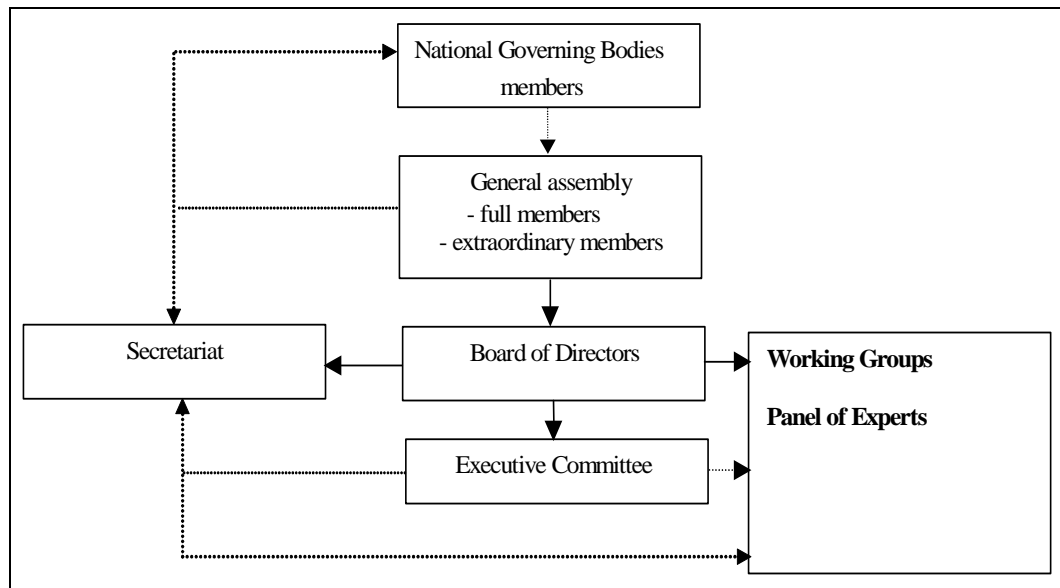 National Governing Bodies
members
General assembly
- full members
- extraordinary members
Secretariat
Board of Directors
Working Groups
Panel of Experts
Executive Committee